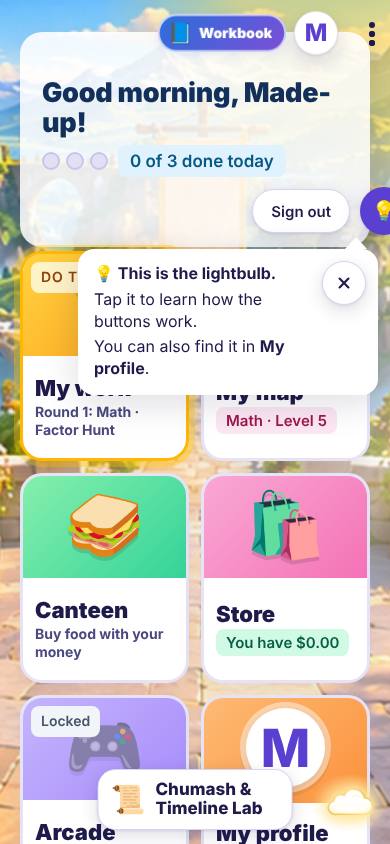 Workbook
M
Good morning, Made-
up!
0 of 3 done today
Sign out
💡 This is the lightbulb.
Tap it to learn how the
buttons work.
You can also find it in My
profile.
DO T
My map
Round 1: Math ·
Factor Hunt
Math · Level 5
Canteen
Buy food with your
money
Store
You have $0.00
Locked
M
Chumash &
Timeline Lab
Arcade
My profile